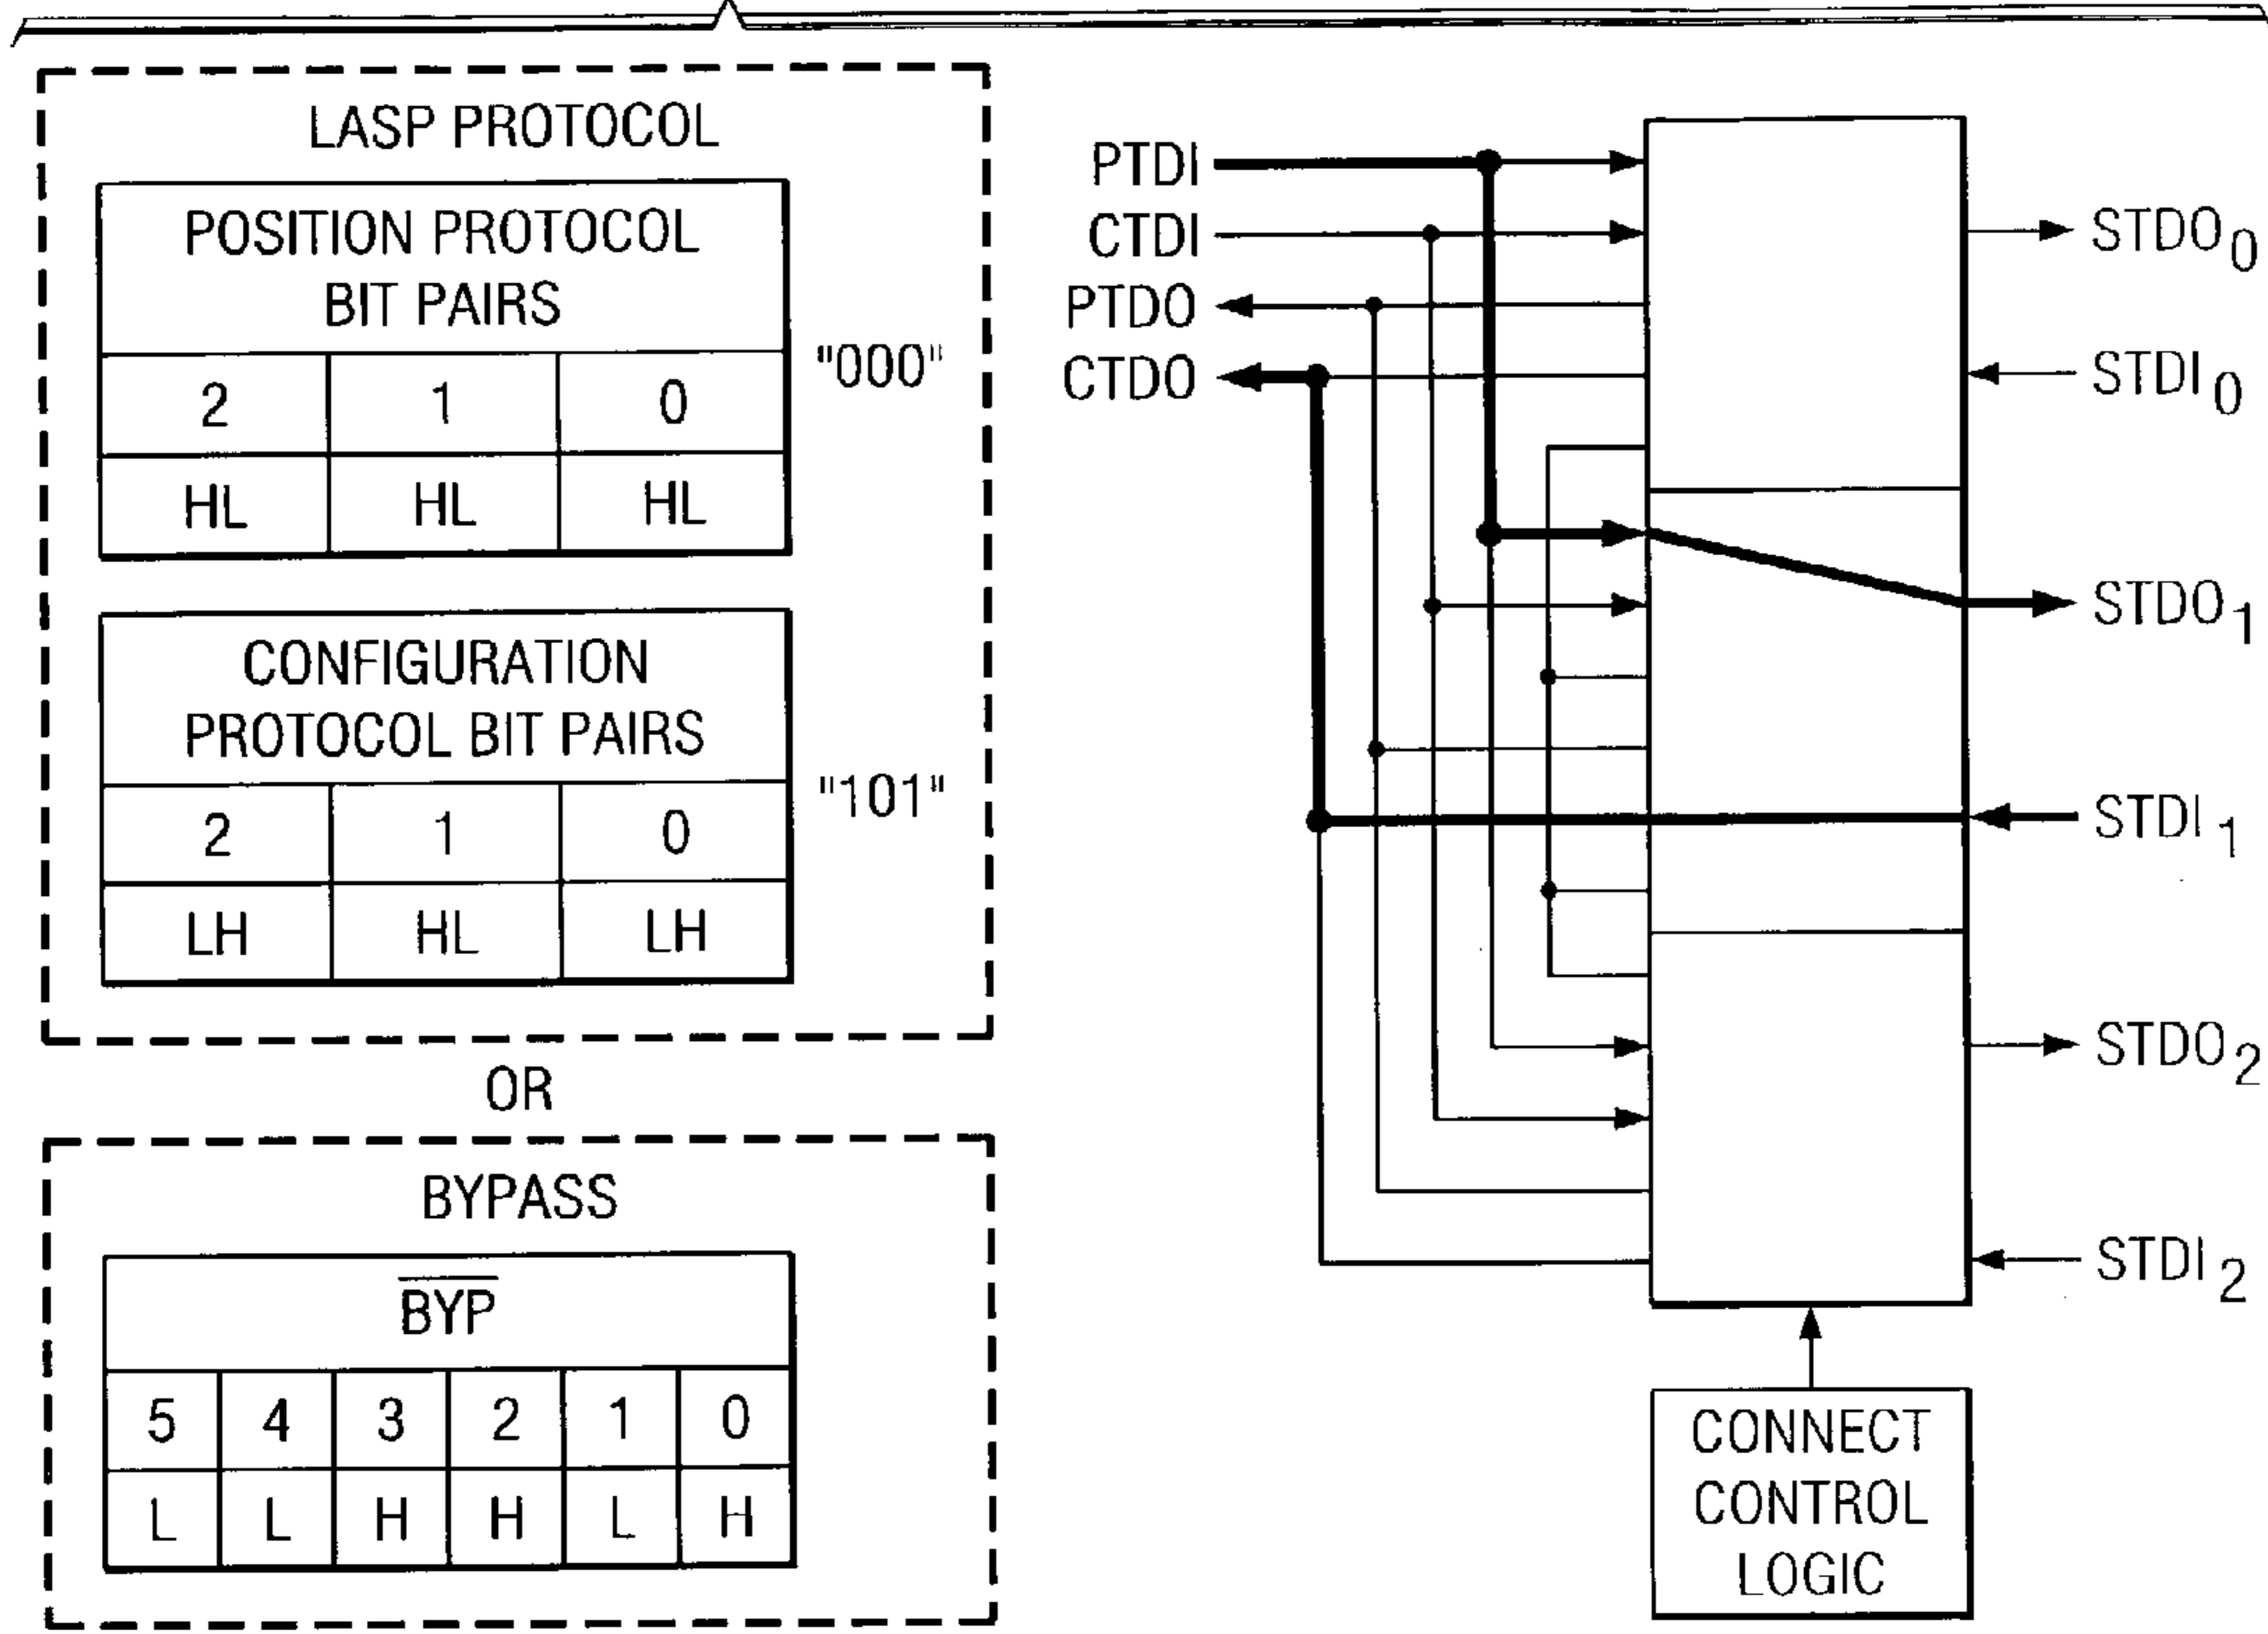 LASP PROTOCOL
POSITION PROTOCOL
BIT PAIRS
2 1 0
HL HL HL
"000"
CONFIGURATION
PROTOCOL BIT PAIRS
2 1 0
LH HL LH
"101"
OR
BYPASS
BYP
5 4 3 2 1 0
L L H H L H
PTDI
CTDI
PTDO
CTDO
STDO0
STDI0
STDO1
STDI1
STDO2
STDI2
CONNECT
CONTROL
LOGIC